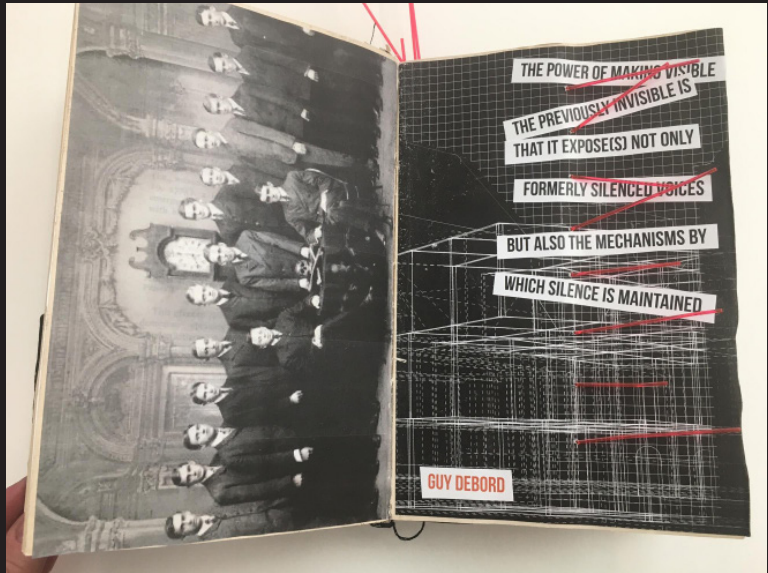 THE POWER OF MAKING VISIBLE
THE PREVIOUSLY INVISIBLE IS
THAT IT EXPOSE(S) NOT ONLY
FORMERLY SILENCED VOICES
BUT ALSO THE MECHANISMS BY
WHICH SILENCE IS MAINTAINED
GUY DEBORD